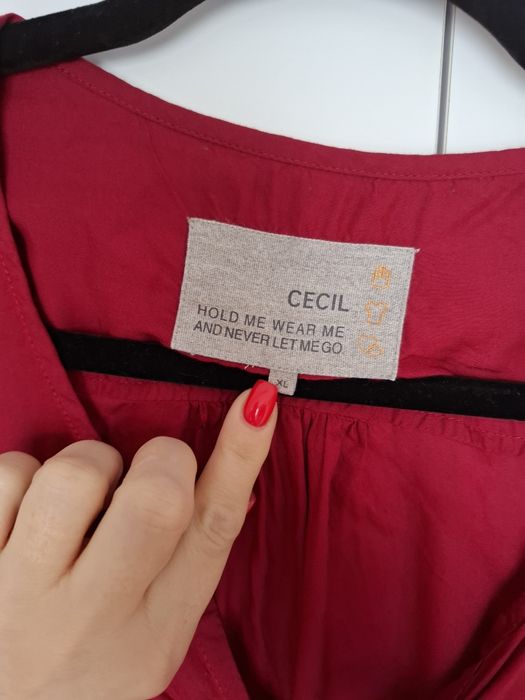 CECIL
HOLD ME WEAR ME
AND NEVER LET ME GO
XL